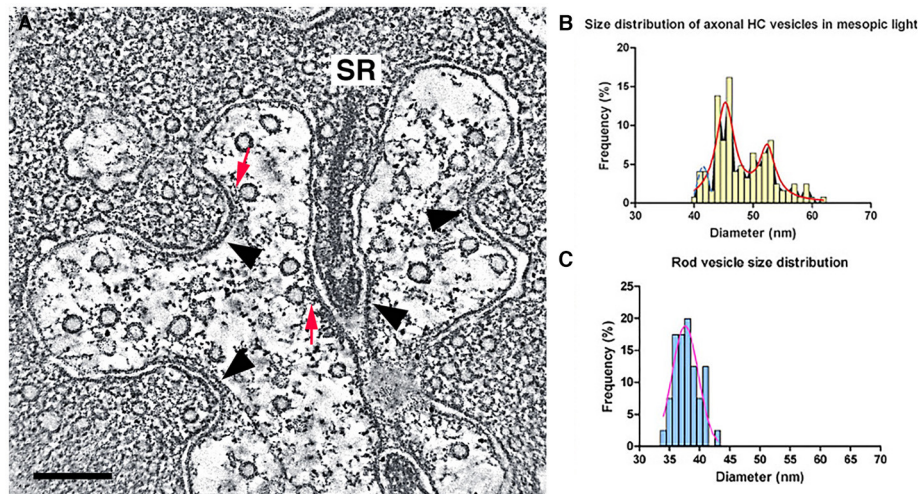 A
SR
B Size distribution of axonal HC vesicles in mesopic light
20
15
10
5
0
Frequency (%)
30 40 50 60 70
Diameter (nm)
C Rod vesicle size distribution
25
20
15
10
5
0
Frequency (%)
30 35 40 45 50 55 60 65 70
Diameter (nm)